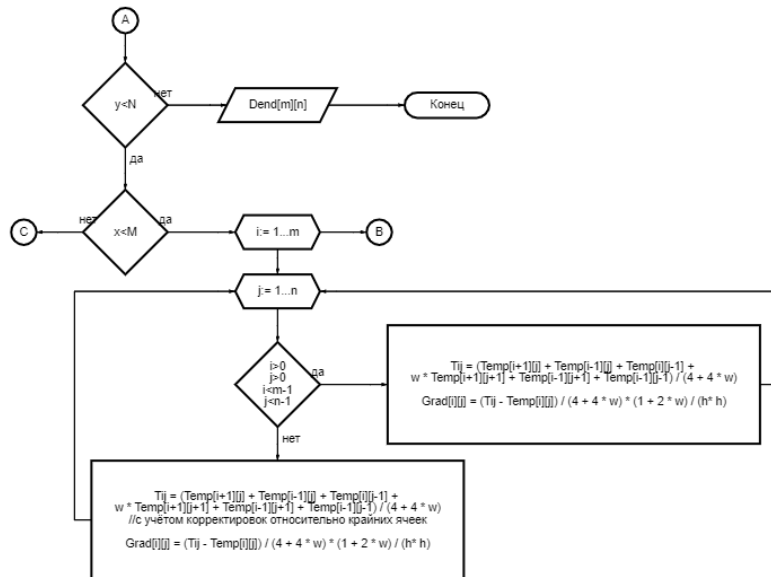 A
y<N
нет
Dend[m][n]
Конец
да
C
нет
x<M
да
i:= 1...m
B
j:= 1...n
i>0
j>0
i<m-1
j<n-1
да
нет
Tij = (Temp[i+1][j] + Temp[i-1][j] + Temp[i][j-1] +
w * Temp[i+1][j+1] + Temp[i-1][j+1] + Temp[i-1][j-1) / (4 + 4 * w)
Grad[i][j] = (Tij - Temp[i][j]) / (4 + 4 * w) * (1 + 2 * w) / (h* h)
Tij = (Temp[i+1][j] + Temp[i-1][j] + Temp[i][j-1] +
w * Temp[i+1][j+1] + Temp[i-1][j+1] + Temp[i-1][j-1) / (4 + 4 * w)
//с учётом корректировок относительно крайних ячеек
Grad[i][j] = (Tij - Temp[i][j]) / (4 + 4 * w) * (1 + 2 * w) / (h* h)